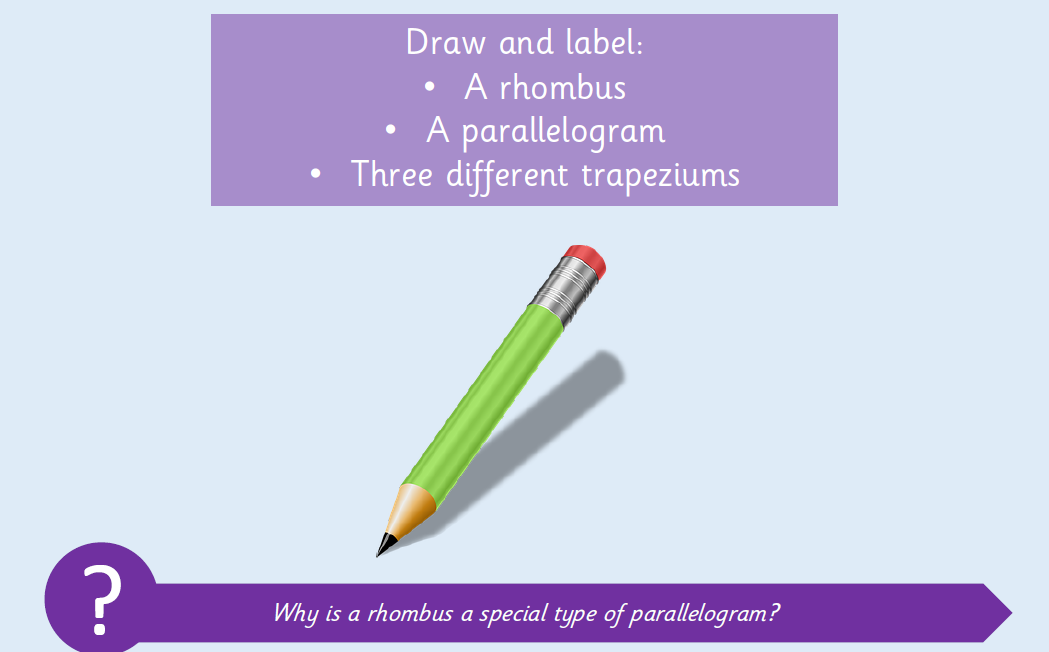 Draw and label:
• A rhombus
• A parallelogram
• Three different trapeziums
?
Why is a rhombus a special type of parallelogram?